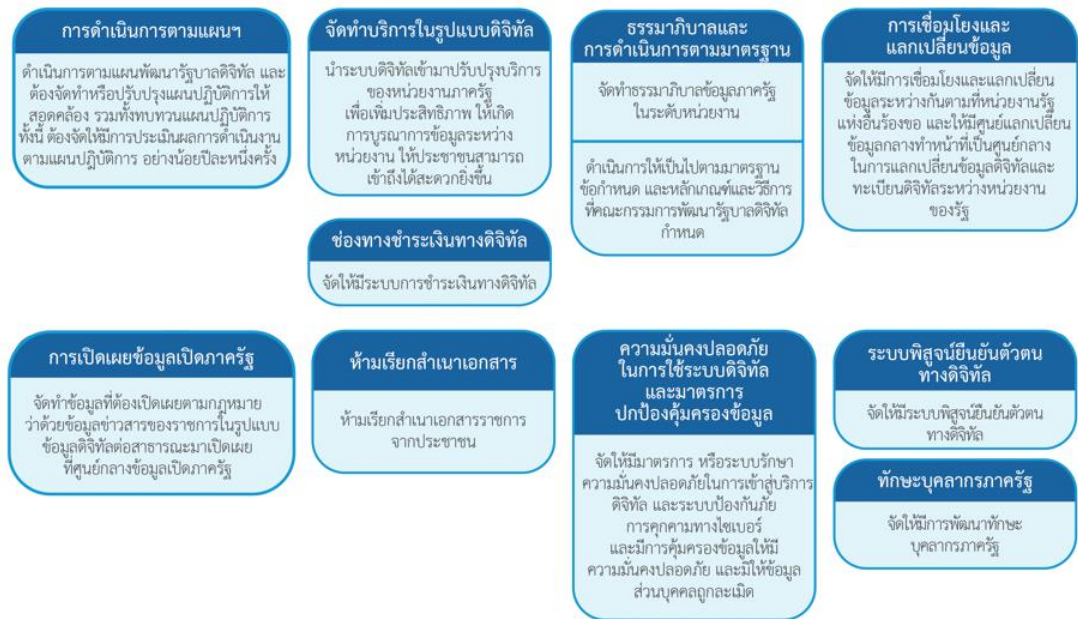 การดำเนินการตามแผนฯ
ดำเนินการตามแผนพัฒนารัฐบาลดิจิทัล และ
ต้องจัดทำหรือปรับปรุงแผนปฏิบัติการให้
สอดคล้อง รวมทั้งทบทวนแผนปฏิบัติการ
ทั้งนี้ ต้องจัดให้มีการประเมินผลการดำเนินงาน
ตามแผนปฏิบัติการ อย่างน้อยปีละหนึ่งครั้ง
จัดทำบริการในรูปแบบดิจิทัล
นำระบบดิจิทัลเข้ามาปรับปรุงบริการ
ของหน่วยงานภาครัฐ
เพื่อเพิ่มประสิทธิภาพ ให้เกิด
การบูรณาการข้อมูลระหว่าง
หน่วยงาน ให้ประชาชนสามารถ
เข้าถึงได้สะดวกยิ่งขึ้น
ช่องทางชำระเงินทางดิจิทัล
จัดให้มีระบบการชำระเงินทางดิจิทัล
ธรรมาภิบาลและ
การดำเนินการตามมาตรฐาน
จัดทำธรรมาภิบาลข้อมูลภาครัฐ
ในระดับหน่วยงาน
ดำเนินการให้เป็นไปตามมาตรฐาน
ข้อกำหนด และหลักเกณฑ์และวิธีการ
ที่คณะกรรมการพัฒนารัฐบาลดิจิทัล
กำหนด
การเชื่อมโยงและ
แลกเปลี่ยนข้อมูล
จัดให้มีการเชื่อมโยงและแลกเปลี่ยน
ข้อมูลระหว่างกันตามที่หน่วยงานรัฐ
แห่งอื่นร้องขอ และให้มีศูนย์แลกเปลี่ยน
ข้อมูลกลางทำหน้าที่เป็นศูนย์กลาง
ในการแลกเปลี่ยนข้อมูลดิจิทัลและ
ทะเบียนดิจิทัลระหว่างหน่วยงาน
ของรัฐ
การเปิดเผยข้อมูลเปิดภาครัฐ
จัดทำข้อมูลที่ต้องเปิดเผยตามกฎหมาย
ว่าด้วยข้อมูลข่าวสารของราชการในรูปแบบ
ข้อมูลดิจิทัลต่อสาธารณะมาเปิดเผย
ที่ศูนย์กลางข้อมูลเปิดภาครัฐ
ห้ามเรียกสำเนาเอกสาร
ห้ามเรียกสำเนาเอกสารราชการ
จากประชาชน
ความมั่นคงปลอดภัย
ในการใช้ระบบดิจิทัล
และมาตรการ
ปกป้องคุ้มครองข้อมูล
จัดให้มีมาตรการ หรือระบบรักษา
ความมั่นคงปลอดภัยในการเข้าสู่บริการ
ดิจิทัล และระบบป้องกันภัย
การคุกคามทางไซเบอร์
และมีการคุ้มครองข้อมูลให้มี
ความมั่นคงปลอดภัย และมิให้ข้อมูล
ส่วนบุคคลถูกละเมิด
ระบบพิสูจน์ยืนยันตัวตน
ทางดิจิทัล
จัดให้มีระบบพิสูจน์ยืนยันตัวตน
ทางดิจิทัล
ทักษะบุคลากรภาครัฐ
จัดให้มีการพัฒนาทักษะ
บุคลากรภาครัฐ